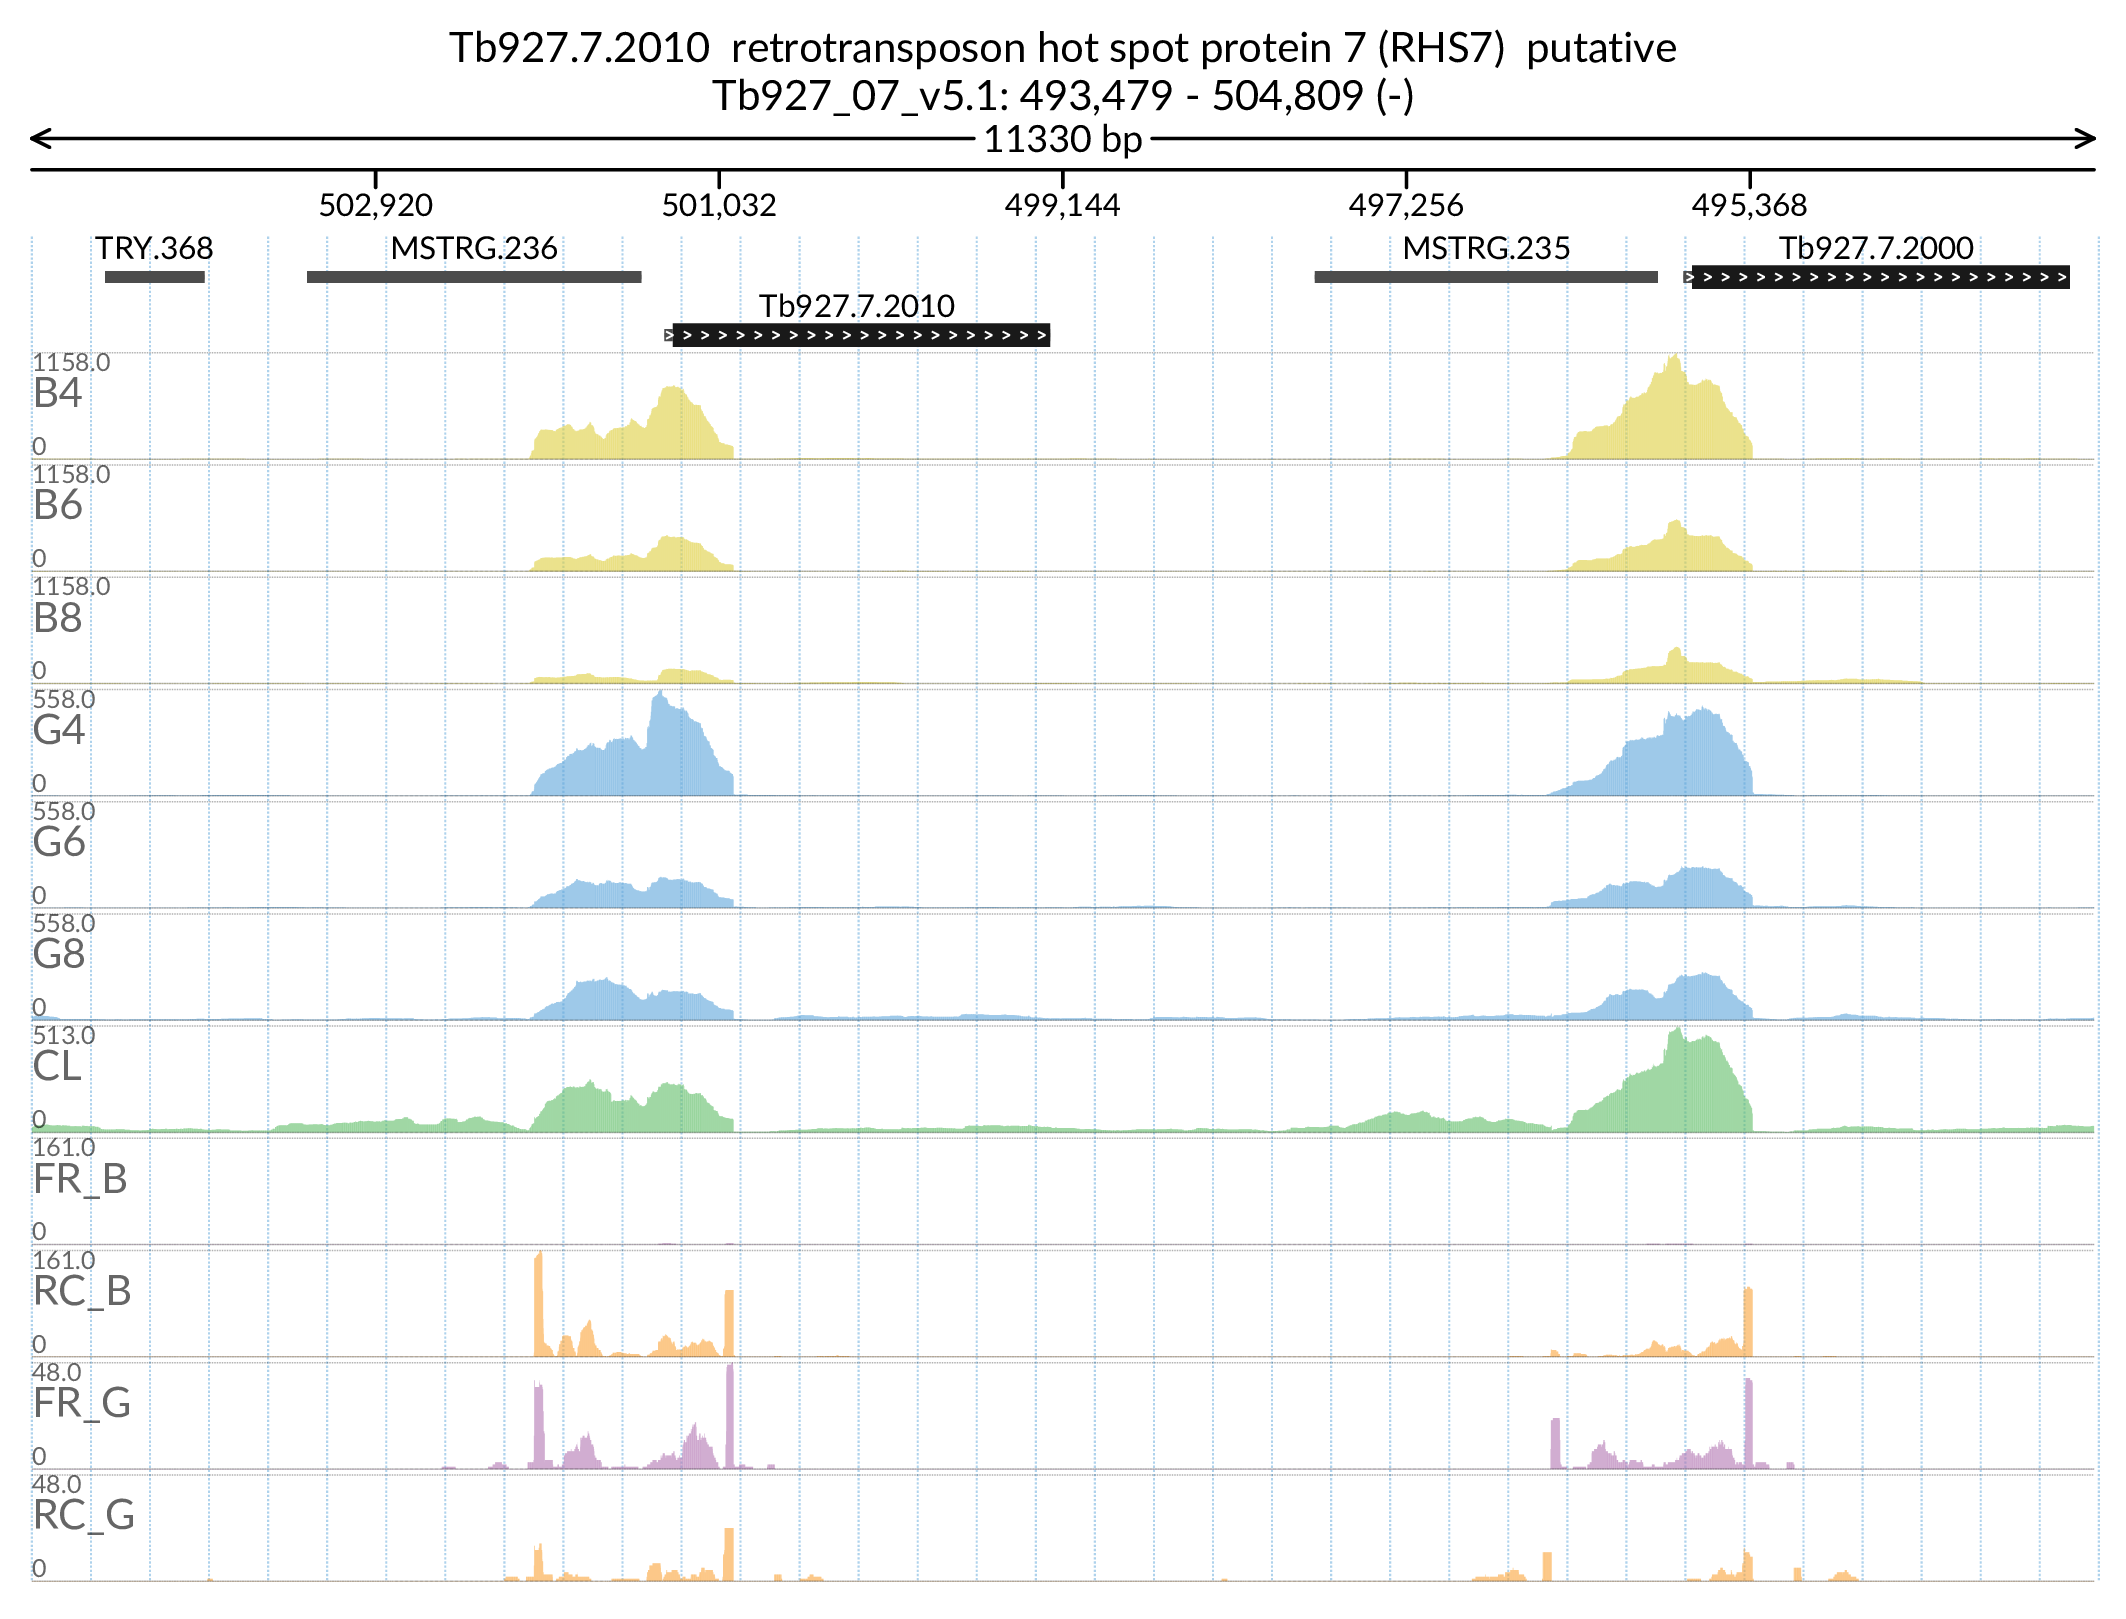 Tb927.7.2010 retrotransposon hot spot protein 7 (RHS7) putative
Tb927_07_v5.1: 493,479 - 504,809 (-)
11330 bp
502,920 501,032 499,144 497,256 495,368
TRY.368 MSTRG.236 MSTRG.235 Tb927.7.2000
Tb927.7.2010
1158.0
B4
0
1158.0
B6
0
1158.0
B8
0
558.0
G4
0
558.0
G6
0
558.0
G8
0
513.0
CL
0
161.0
FR_B
0
161.0
RC_B
0
48.0
FR_G
0
48.0
RC_G
0